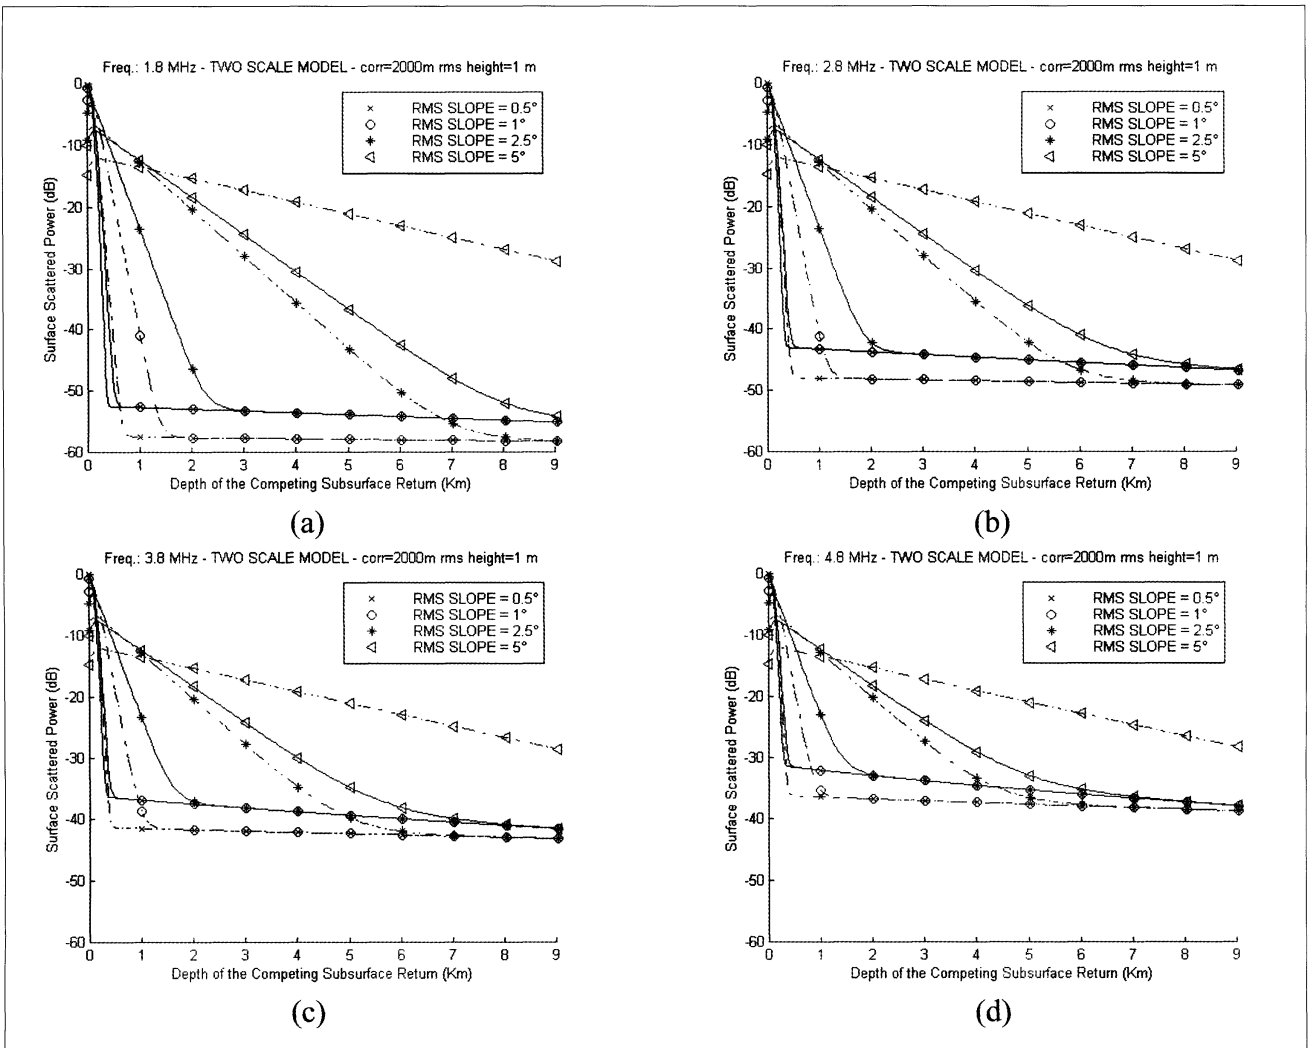 Freq.: 1.8 MHz - TWO SCALE MODEL - corr=2000m rms height=1 m
RMS SLOPE = 0.5°
RMS SLOPE = 1°
RMS SLOPE = 2.5°
RMS SLOPE = 5°
Surface Scattered Power (dB)
0
-10
-20
-30
-40
-50
-60
0 1 2 3 4 5 6 7 8 9
Depth of the Competing Subsurface Return (Km)
(a)
Freq.: 2.8 MHz - TWO SCALE MODEL - corr=2000m rms height=1 m
RMS SLOPE = 0.5°
RMS SLOPE = 1°
RMS SLOPE = 2.5°
RMS SLOPE = 5°
Surface Scattered Power (dB)
0
-10
-20
-30
-40
-50
-60
0 1 2 3 4 5 6 7 8 9
Depth of the Competing Subsurface Return (Km)
(b)
Freq.: 3.8 MHz - TWO SCALE MODEL - corr=2000m rms height=1 m
RMS SLOPE = 0.5°
RMS SLOPE = 1°
RMS SLOPE = 2.5°
RMS SLOPE = 5°
Surface Scattered Power (dB)
0
-10
-20
-30
-40
-50
-60
0 1 2 3 4 5 6 7 8 9
Depth of the Competing Subsurface Return (Km)
(c)
Freq.: 4.8 MHz - TWO SCALE MODEL - corr=2000m rms height=1 m
RMS SLOPE = 0.5°
RMS SLOPE = 1°
RMS SLOPE = 2.5°
RMS SLOPE = 5°
Surface Scattered Power (dB)
0
-10
-20
-30
-40
-50
-60
0 1 2 3 4 5 6 7 8 9
Depth of the Competing Subsurface Return (Km)
(d)